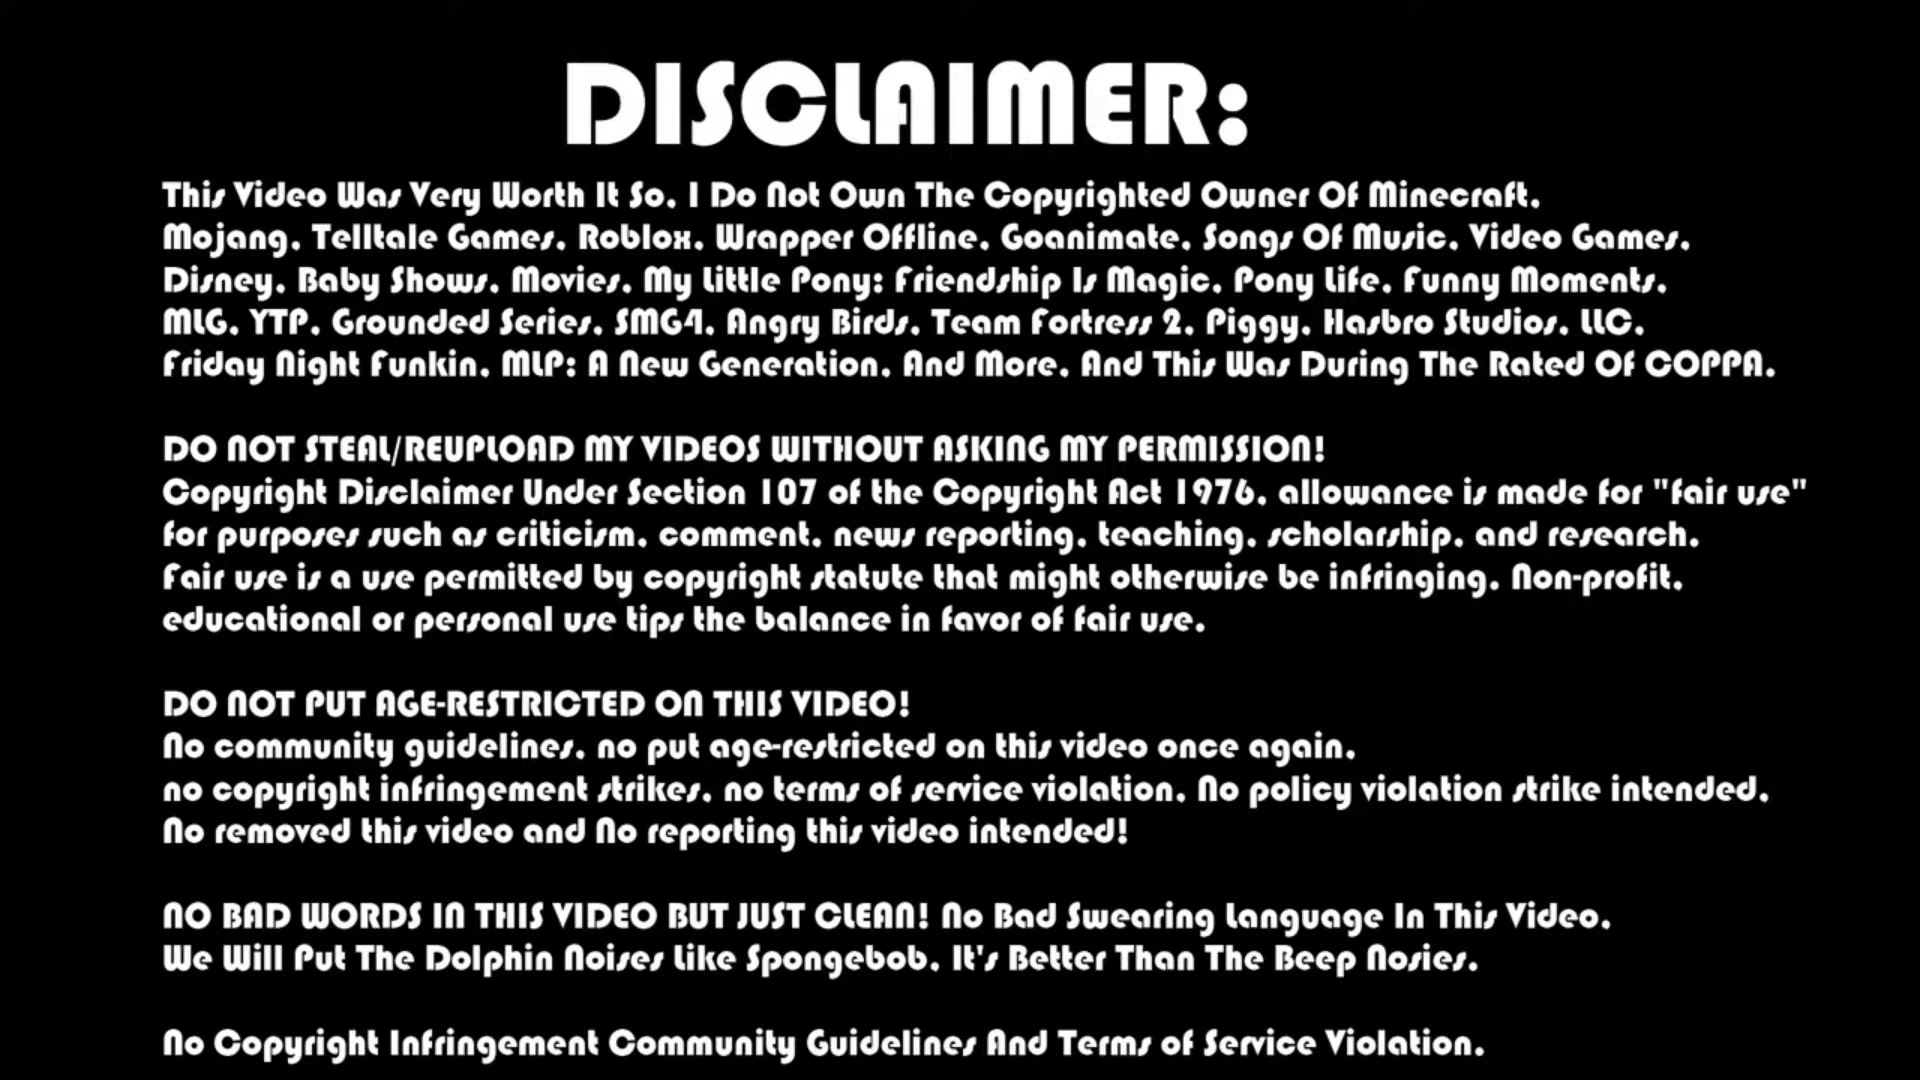 DISCLAIMER:
This Video Was Very Worth It So, I Do Not Own The Copyrighted Owner Of Minecraft,
Mojang, Telltale Games, Roblox, Wrapper Offline, Goanimate, Songs Of Music, Video Games,
Disney, Baby Shows, Movies, My Little Pony: Friendship Is Magic, Pony Life, Funny Moments,
MLG, YTP, Grounded Series, SMG4, Angry Birds, Team Fortress 2, Piggy, Hasbro Studios, LLC,
Friday Night Funkin, MLP: A New Generation, And More, And This Was During The Rated Of COPPA.
DO NOT STEAL/REUPLOAD MY VIDEOS WITHOUT ASKING MY PERMISSION!
Copyright Disclaimer Under Section 107 of the Copyright Act 1976, allowance is made for "fair use"
for purposes such as criticism, comment, news reporting, teaching, scholarship, and research.
Fair use is a use permitted by copyright statute that might otherwise be infringing. Non-profit,
educational or personal use tips the balance in favor of fair use.
DO NOT PUT AGE-RESTRICTED ON THIS VIDEO!
No community guidelines, no put age-restricted on this video once again,
no copyright infringement strikes, no terms of service violation, No policy violation strike intended,
No removed this video and No reporting this video intended!
NO BAD WORDS IN THIS VIDEO BUT JUST CLEAN! No Bad Swearing Language In This Video,
We Will Put The Dolphin Noises Like Spongebob, It's Better Than The Beep Nosies.
No Copyright Infringement Community Guidelines And Terms of Service Violation.